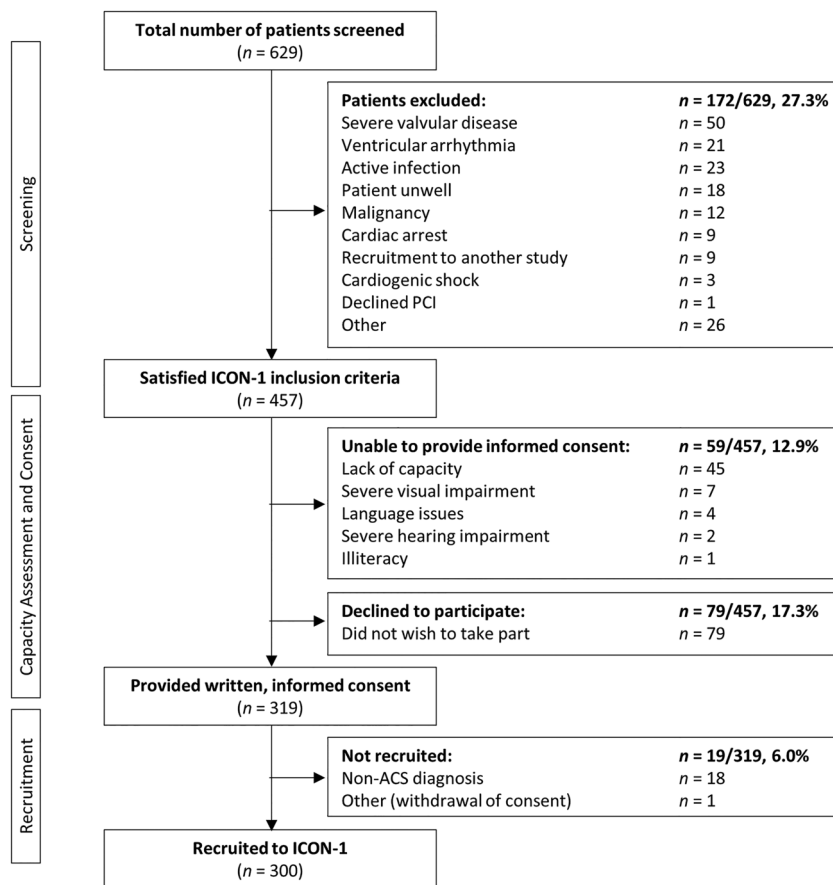 Total number of patients screened
(n = 629)
Screening
Patients excluded: n = 172/629, 27.3%
Severe valvular disease n = 50
Ventricular arrhythmia n = 21
Active infection n = 23
Patient unwell n = 18
Malignancy n = 12
Cardiac arrest n = 9
Recruitment to another study n = 9
Cardiogenic shock n = 3
Declined PCI n = 1
Other n = 26
Satisfied ICON-1 inclusion criteria
(n = 457)
Capacity Assessment and Consent
Unable to provide informed consent: n = 59/457, 12.9%
Lack of capacity n = 45
Severe visual impairment n = 7
Language issues n = 4
Severe hearing impairment n = 2
Illiteracy n = 1
Declined to participate: n = 79/457, 17.3%
Did not wish to take part n = 79
Provided written, informed consent
(n = 319)
Recruitment
Not recruited: n = 19/319, 6.0%
Non-ACS diagnosis n = 18
Other (withdrawal of consent) n = 1
Recruited to ICON-1
(n = 300)